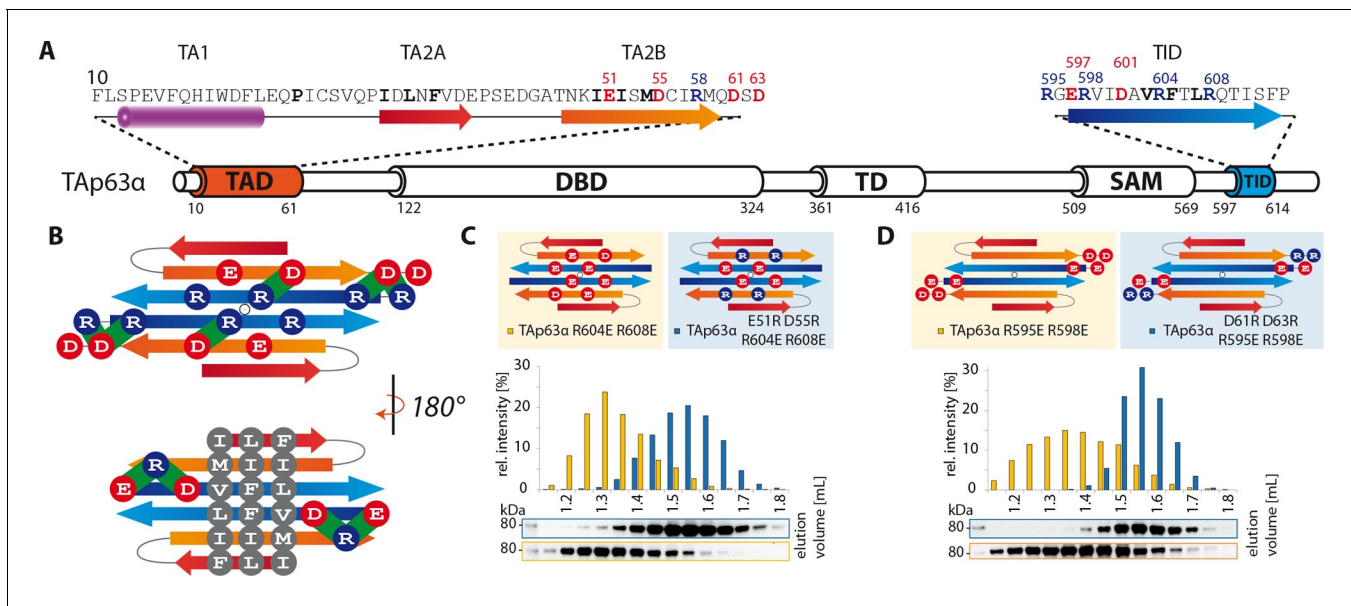 A
TA1 TA2A TA2B TID
10 51 55 58 61 63 595 597 598 601 604 608
FLSPEVFQHIWDFLEQPICSVQPIDLNFVDEPSEDGATNKIEISMDCIRMQDSD RGERVIDAVRFTLRQTISFP
TAp63α TAD DBD TD SAM TID
10 61 122 324 361 416 509 569 597 614
B
E D D D
R R R R
R R R R
D D D E
180°
I L F
R M I I
E D V F L
L F V D E
I I M R
F L I
C
E D
E E
E E
D E
TAp63α R604E R608E
R R
E E
E E
R R
TAp63α E51R D55R
R604E R608E
rel. intensity [%]
30
20
10
0
1.2 1.3 1.4 1.5 1.6 1.7 1.8
elution
volume [mL]
kDa
80
80
D
D D
E E
E E
D D
TAp63α R595E R598E
R R
E E
E E
R R
TAp63α D61R D63R
R595E R598E
rel. intensity [%]
30
20
10
0
1.2 1.3 1.4 1.5 1.6 1.7 1.8
elution
volume [mL]
kDa
80
80